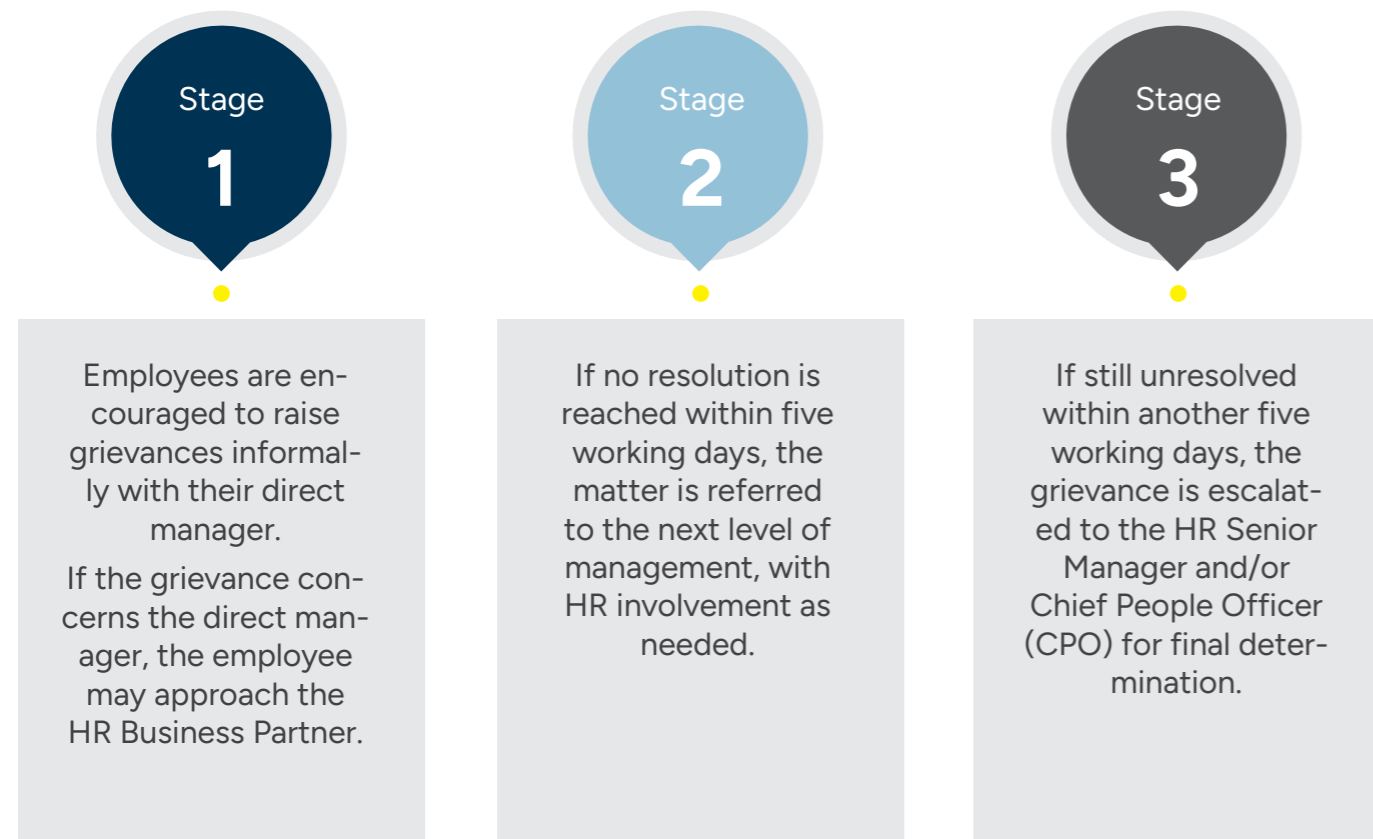 Stage
1
Employees are en-
couraged to raise
grievances informal-
ly with their direct
manager.
If the grievance con-
cerns the direct man-
ager, the employee
may approach the
HR Business Partner.
Stage
2
If no resolution is
reached within five
working days, the
matter is referred
to the next level of
management, with
HR involvement as
needed.
Stage
3
If still unresolved
within another five
working days, the
grievance is escalat-
ed to the HR Senior
Manager and/or
Chief People Officer
(CPO) for final deter-
mination.